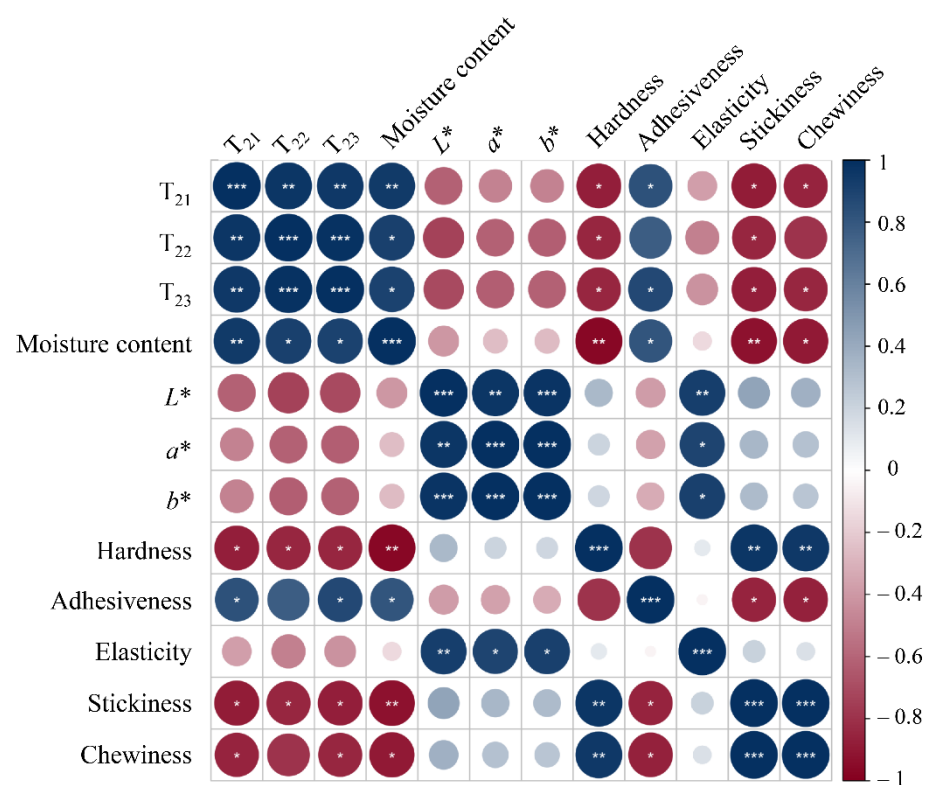 T₂₁ T₂₂ T₂₃ Moisture content L* a* b* Hardness Adhesiveness Elasticity Stickiness Chewiness
T₂₁ *** ** ** ** * * * *
T₂₂ ** *** *** * * *
T₂₃ ** *** *** * * * * *
Moisture content ** * * *** ** * ** *
L* *** ** *** **
a* ** *** *** *
b* *** *** *** *
Hardness * * * ** *** ** **
Adhesiveness * * * *** * *
Elasticity ** * * ***
Stickiness * * * ** ** * *** ***
Chewiness * * * ** * *** ***
1
0.8
0.6
0.4
0.2
0
−0.2
−0.4
−0.6
−0.8
−1